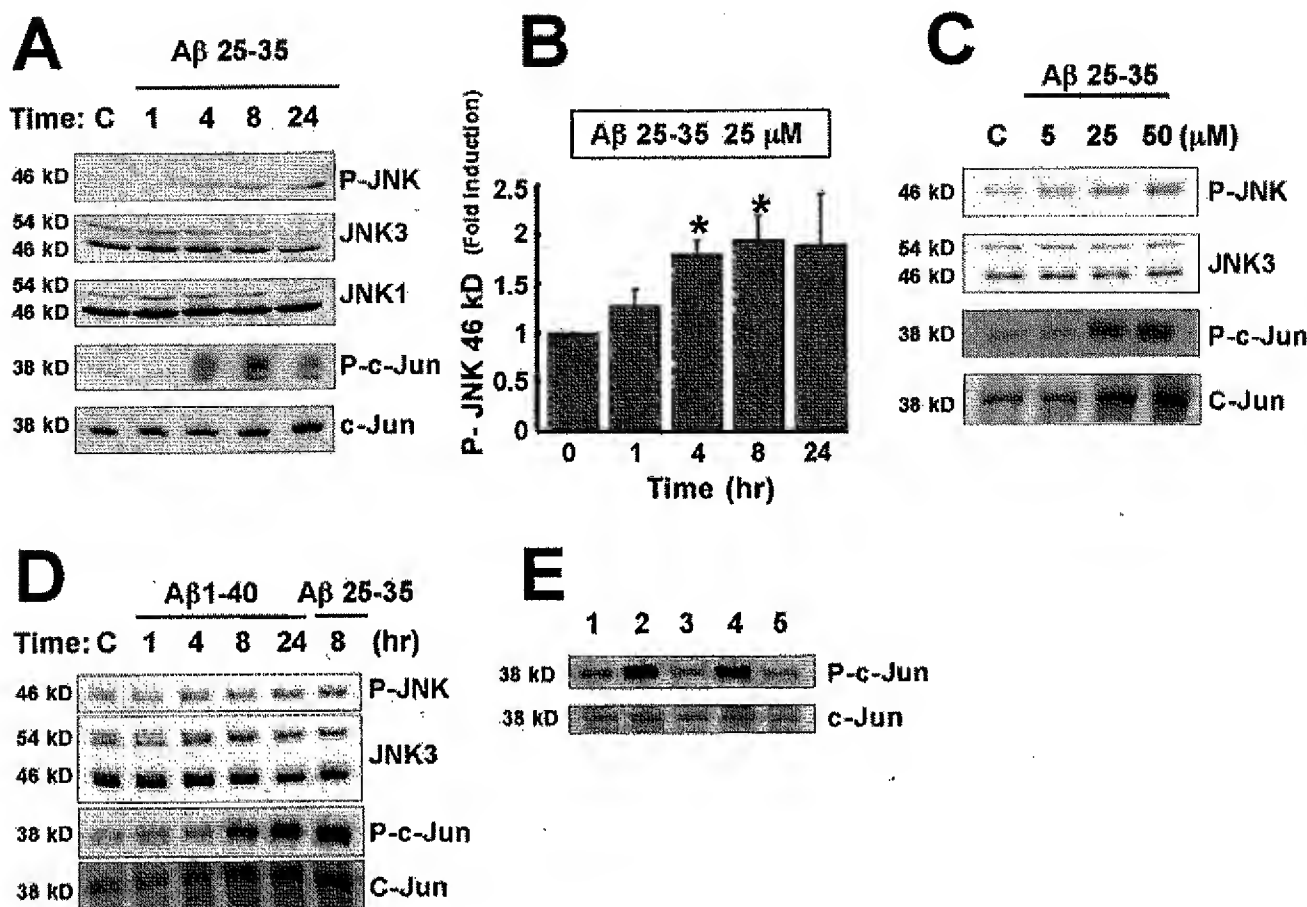 A
Aβ 25-35
Time: C 1 4 8 24
46 kD P-JNK
54 kD
46 kD JNK3
54 kD
46 kD JNK1
38 kD P-c-Jun
38 kD c-Jun
B
Aβ 25-35 25 μM
P- JNK 46 kD (Fold Induction)
2.5
2
1.5
1
0.5
0
* *
0 1 4 8 24
Time (hr)
C
Aβ 25-35
C 5 25 50 (μM)
46 kD P-JNK
54 kD
46 kD JNK3
38 kD P-c-Jun
38 kD C-Jun
D
Aβ1-40 Aβ 25-35
Time: C 1 4 8 24 8 (hr)
46 kD P-JNK
54 kD JNK3
46 kD
38 kD P-c-Jun
38 kD C-Jun
E
1 2 3 4 5
38 kD P-c-Jun
38 kD c-Jun